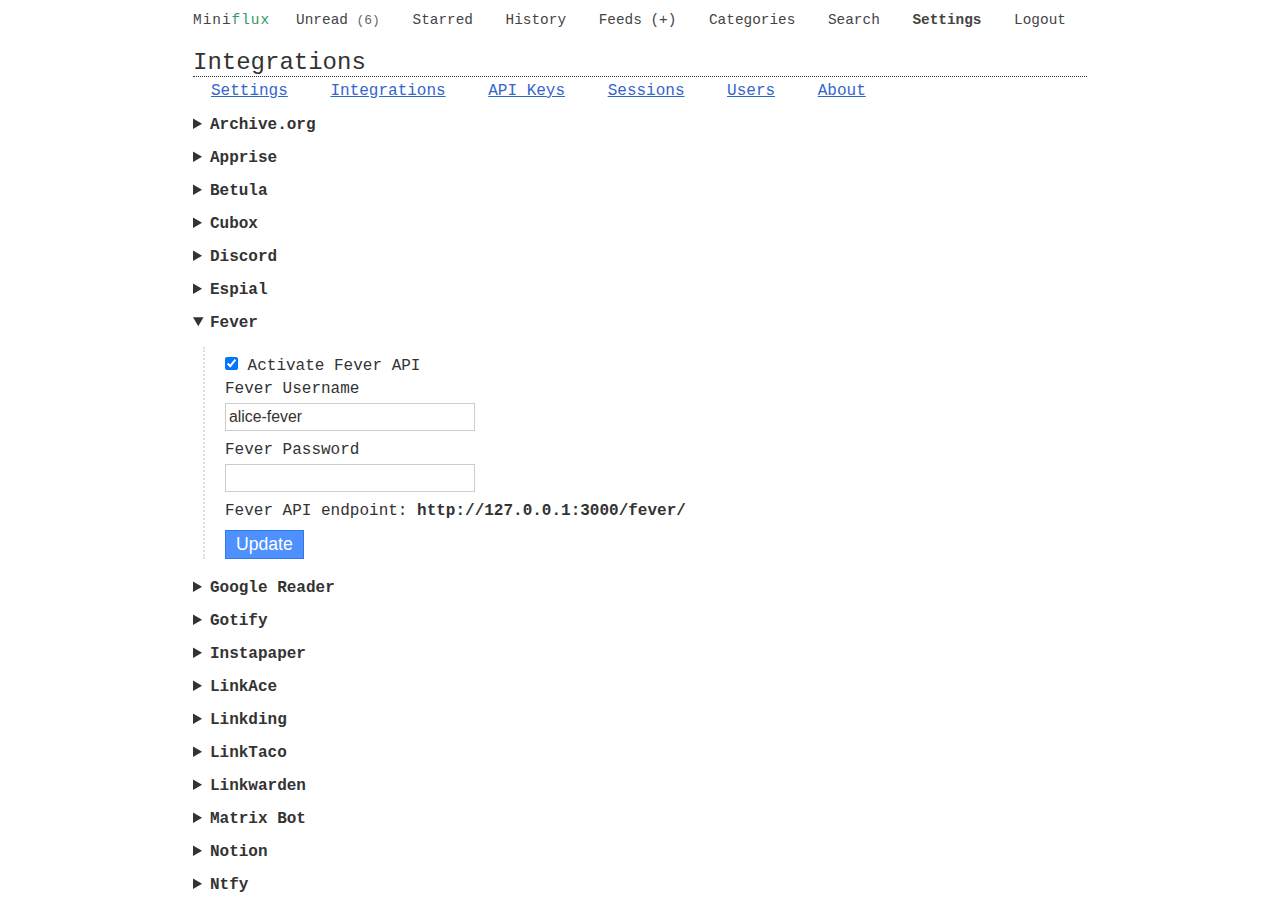 Miniflux Unread (6) Starred History Feeds (+) Categories Search Settings Logout
Integrations
Settings Integrations API Keys Sessions Users About
Archive.org
Apprise
Betula
Cubox
Discord
Espial
Fever
Activate Fever API
Fever Username
alice-fever
Fever Password
Fever API endpoint: http://127.0.0.1:3000/fever/
Update
Google Reader
Gotify
Instapaper
LinkAce
Linkding
LinkTaco
Linkwarden
Matrix Bot
Notion
Ntfy